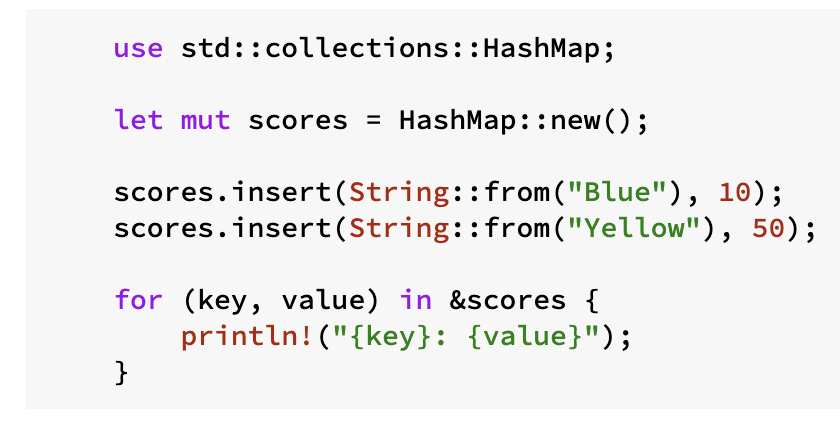 use std::collections::HashMap;
let mut scores = HashMap::new();
scores.insert(String::from("Blue"), 10);
scores.insert(String::from("Yellow"), 50);
for (key, value) in &scores {
    println!("{key}: {value}");
}